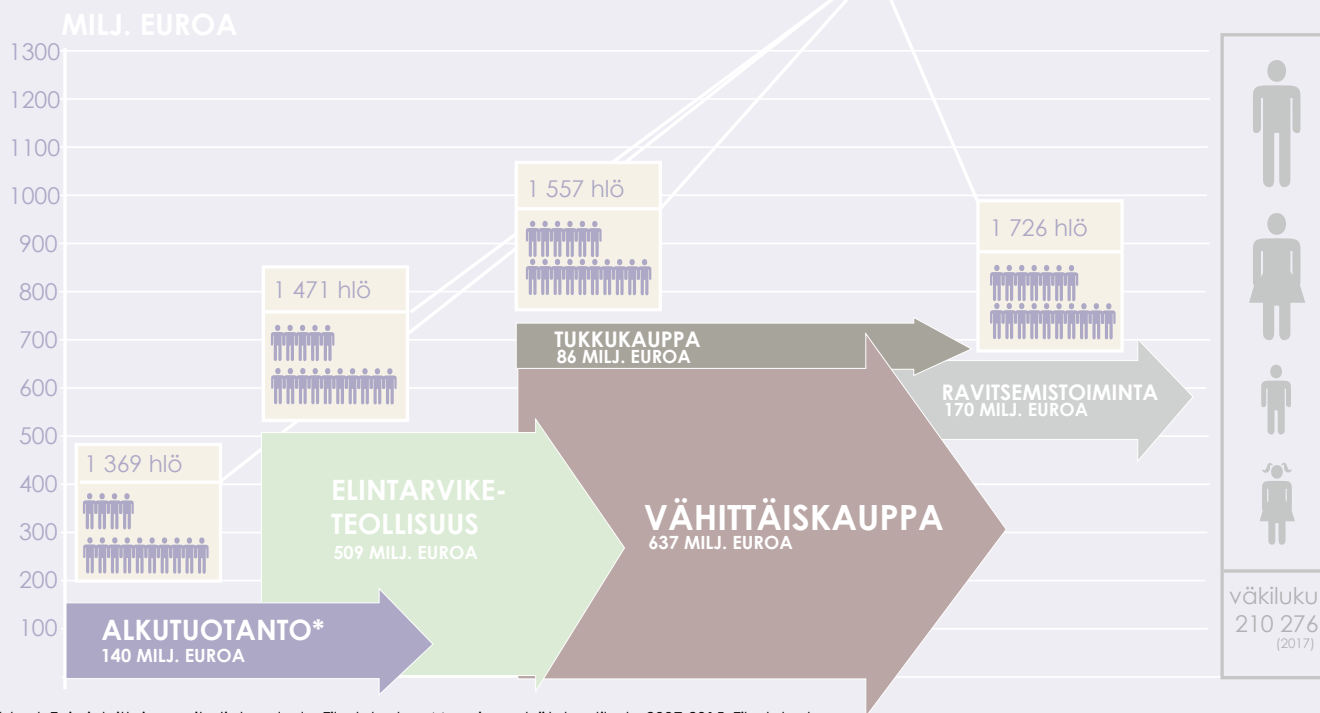 MILJ. EUROA
1300
1200
1100
1000
900
800
700
600
500
400
300
200
100
1 369 hlö
1 471 hlö
1 557 hlö
1 726 hlö
ALKUTUOTANTO*
140 MILJ. EUROA
ELINTARVIKE-
TEOLLISUUS
509 MILJ. EUROA
TUKKUKAUPPA
86 MILJ. EUROA
VÄHITTÄISKAUPPA
637 MILJ. EUROA
RAVITSEMISTOIMINTA
170 MILJ. EUROA
väkiluku
210 276
(2017)